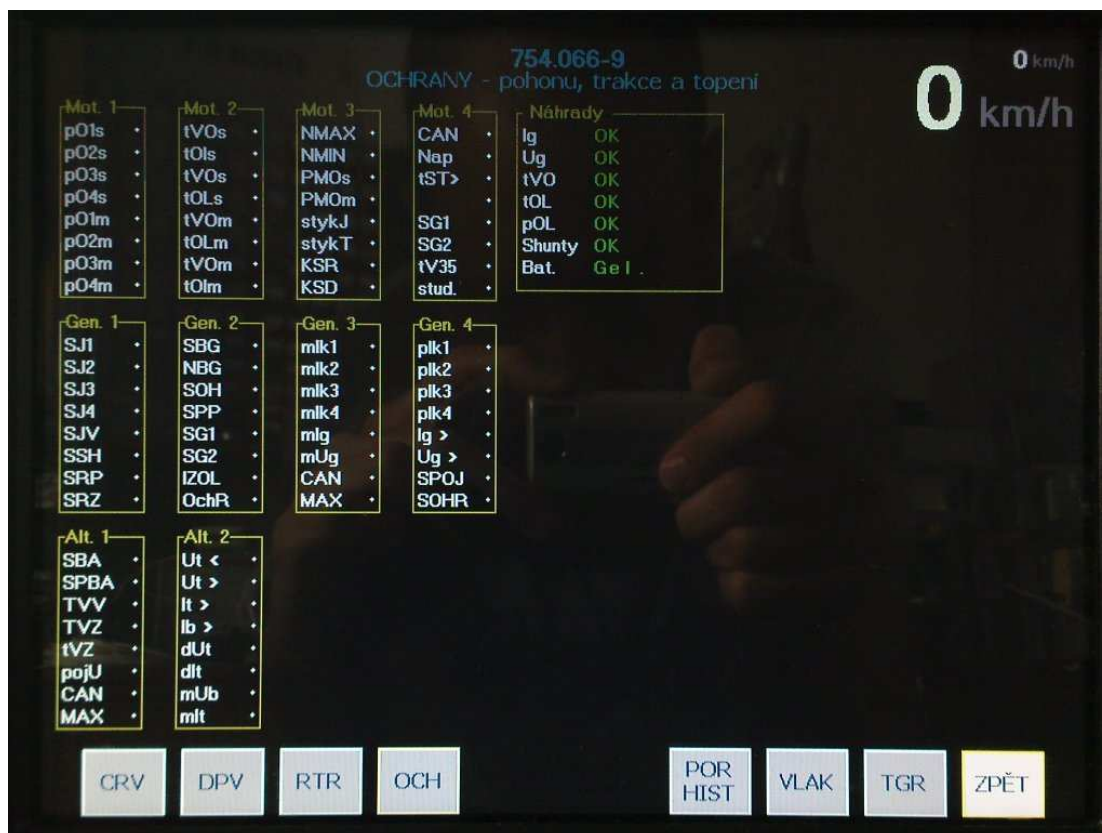 754.066-9
OCHRANY - pohonu, trakce a topení
0 km/h
0 km/h
Mot. 1
pO1s
pO2s
pO3s
pO4s
pO1m
pO2m
pO3m
pO4m
Mot. 2
tVOs
tOIs
tVOs
tOLs
tVOm
tOLm
tVOm
tOIm
Mot. 3
NMAX
NMIN
PMOs
PMOm
stykJ
stykT
KSR
KSD
Mot. 4
CAN
Nap
tST>
SG1
SG2
tV35
stud.
Náhrady
Ig OK
Ug OK
tVO OK
tOL OK
pOL OK
Shunty OK
Bat. Gel.
Gen. 1
SJ1
SJ2
SJ3
SJ4
SJV
SSH
SRP
SRZ
Gen. 2
SBG
NBG
SOH
SPP
SG1
SG2
IZOL
OchR
Gen. 3
mlk1
mlk2
mlk3
mlk4
mIg
mUg
CAN
MAX
Gen. 4
plk1
plk2
plk3
plk4
Ig >
Ug >
SPOJ
SOHR
Alt. 1
SBA
SPBA
TVV
TVZ
tVZ
pojU
CAN
MAX
Alt. 2
Ut <
Ut >
It >
Ib >
dUt
dIt
mUb
mIt
CRV
DPV
RTR
OCH
POR
HIST
VLAK
TGR
ZPĚT